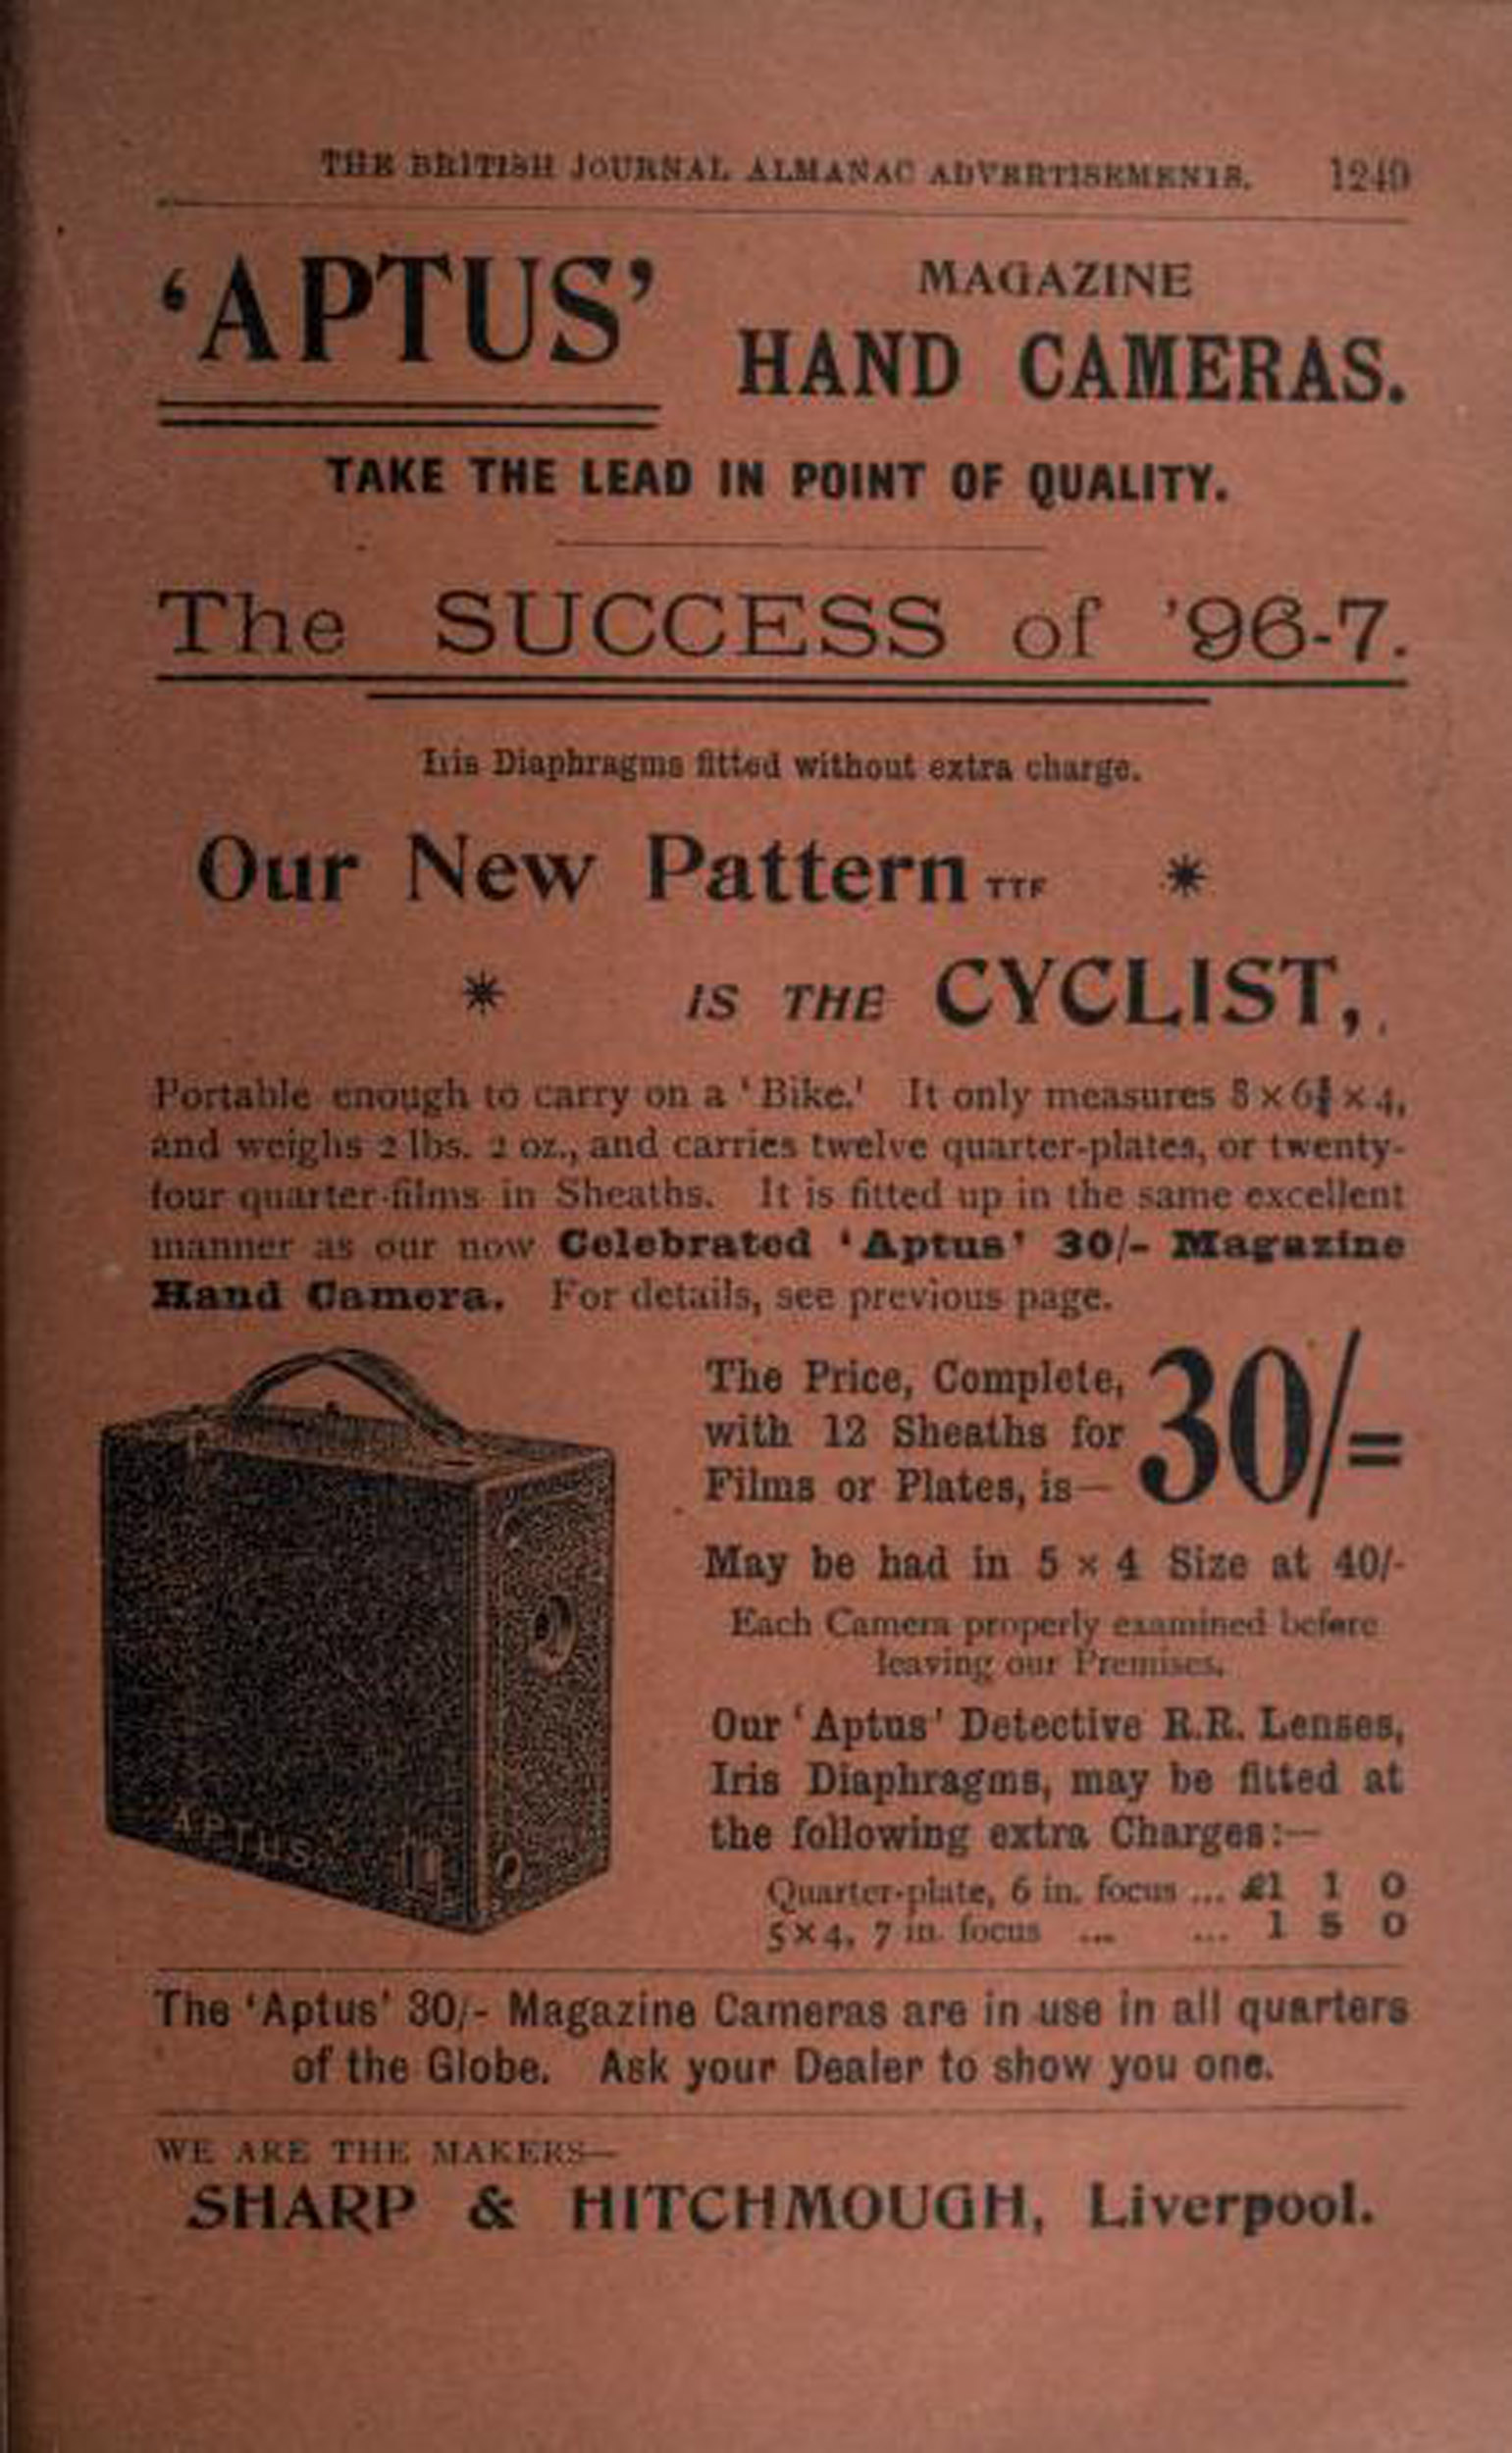 THE BRITISH JOURNAL ALMANAC ADVERTISEMENTS. 1249
'APTUS' MAGAZINE
HAND CAMERAS.
TAKE THE LEAD IN POINT OF QUALITY.
The SUCCESS of '96-7.
Iris Diaphragms fitted without extra charge.
Our New Pattern *
* IS THE CYCLIST,
Portable enough to carry on a 'Bike.' It only measures 8 × × 4,
and weighs 2 lbs. 2 oz., and carries twelve quarter-plates, or twenty-
four quarter-films in Sheaths. It is fitted up in the same excellent
manner as our now Celebrated 'Aptus' 30/- Magazine
Hand Camera. For details, see previous page.
The Price, Complete,
with 12 Sheaths for
Films or Plates, is— 30/=
May be had in 5 × 4 Size at 40/-
Each Camera properly examined before
leaving our Premises.
Our 'Aptus' Detective R.R. Lenses,
Iris Diaphragms, may be fitted at
the following extra Charges:—
Quarter-plate, 6 in. focus ... £1 1 0
5×4, 7 in. focus ... ... 1 5 0
APTUS
The 'Aptus' 30/- Magazine Cameras are in use in all quarters
of the Globe. Ask your Dealer to show you one.
WE ARE THE MAKERS—
SHARP & HITCHMOUGH, Liverpool.